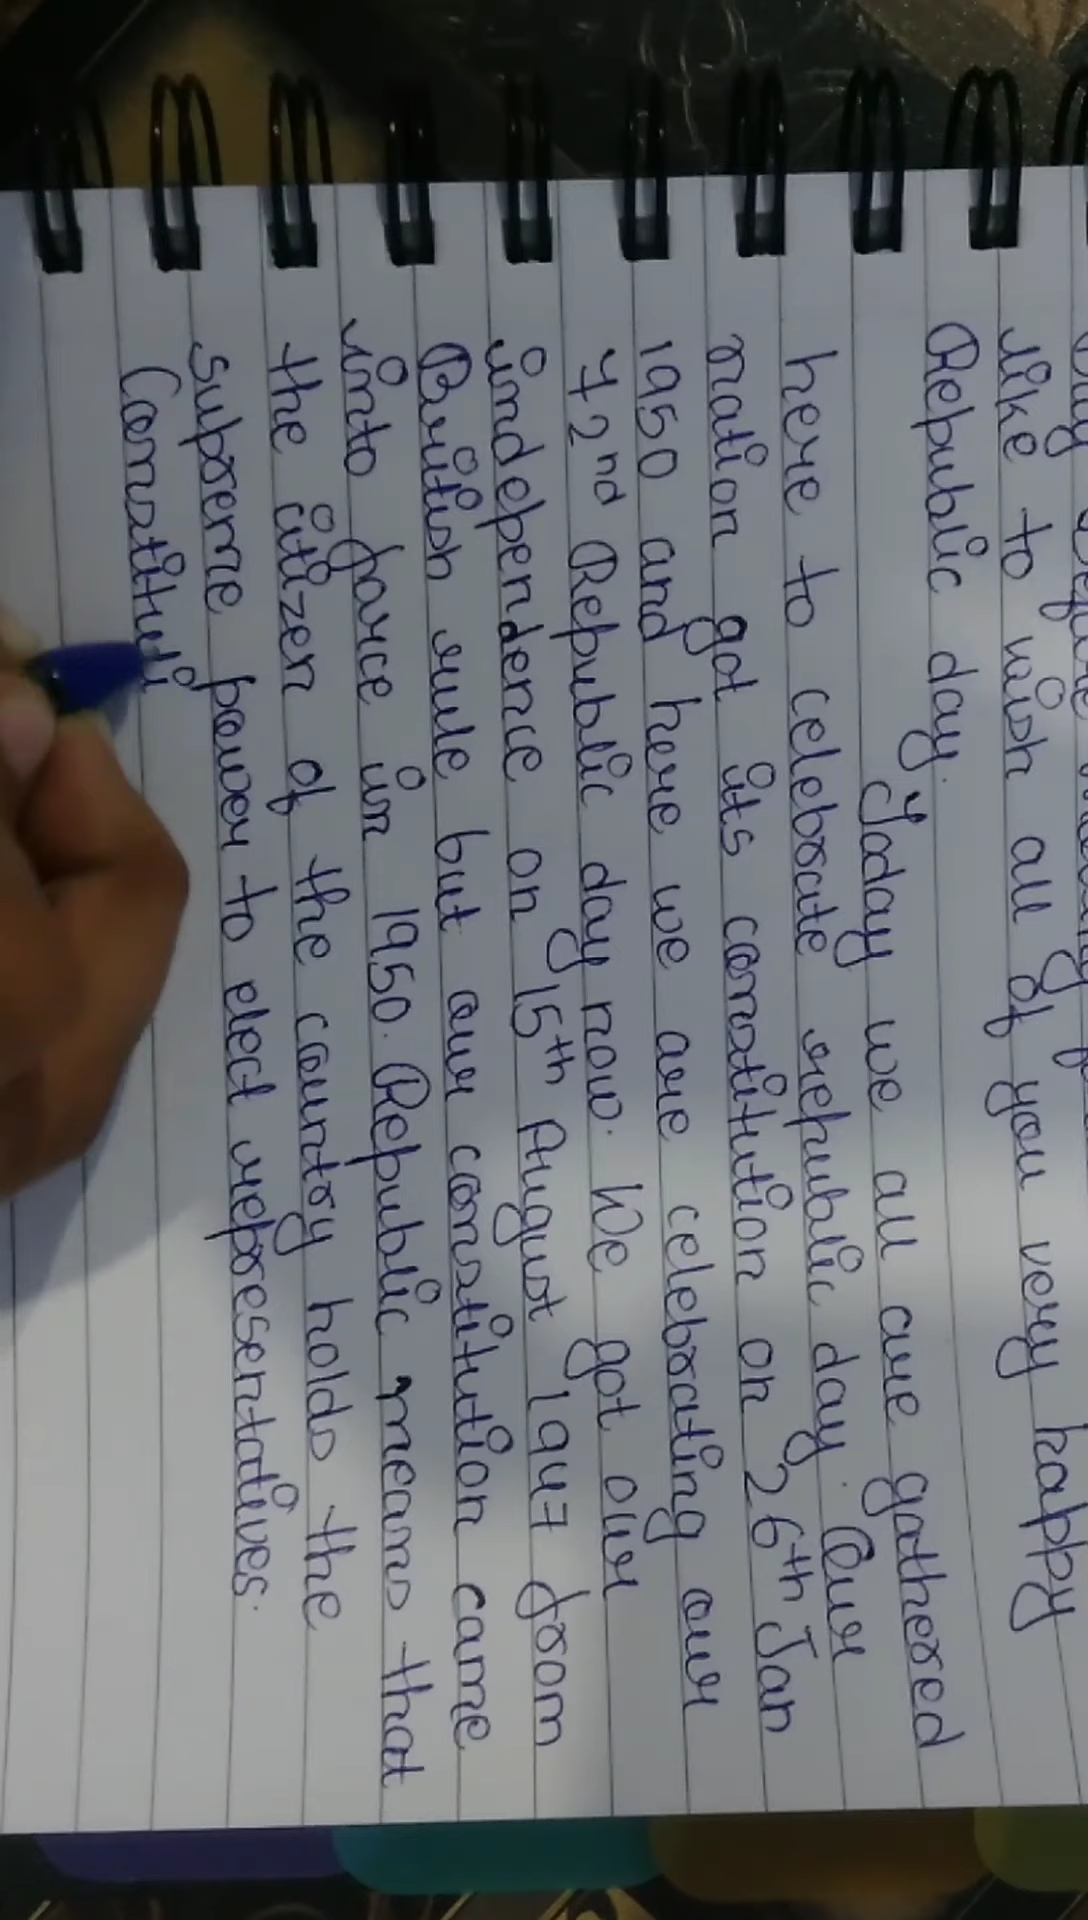 like to wish all of you very happy
Republic day.
Today we all are gathered
here to celebrate republic day. Our
nation got its constitution on 26th Jan
1950 and here we are celebrating our
72nd Republic day now. We got our
independence on 15th August 1947 from
British rule but our constitution came
into force in 1950. Republic means that
the citizen of the country holds the
supreme power to elect representatives.
Constituti